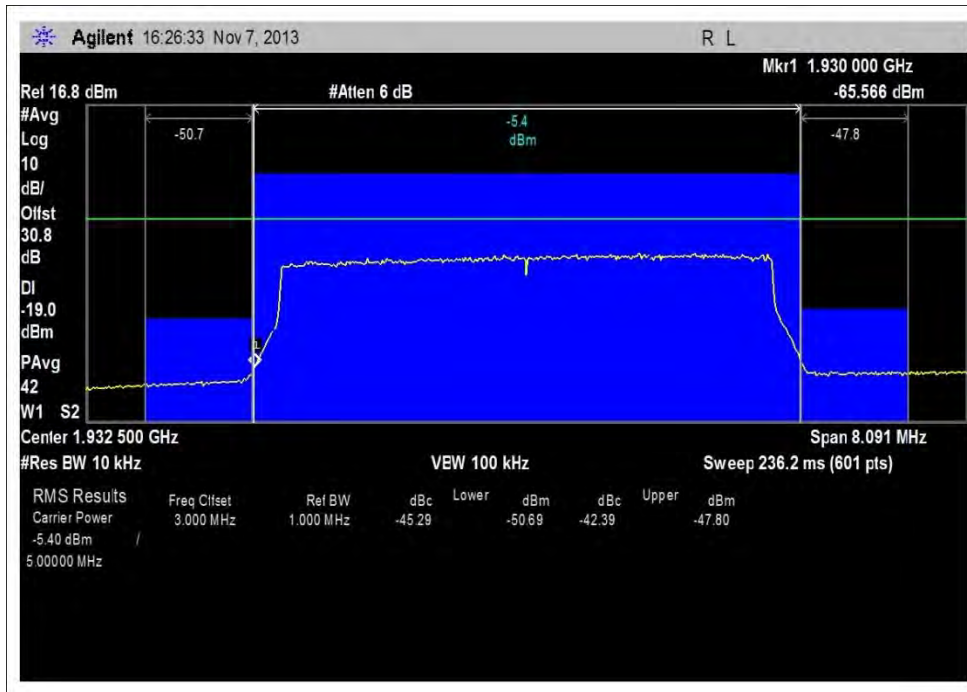 Agilent 16:26:33 Nov 7, 2013 R L
Mkr1 1.930 000 GHz
Ref 16.8 dBm #Atten 6 dB -65.566 dBm
#Avg
Log
10
dB/
Offst
30.8
dB
DI
-19.0
dBm
PAvg
42
W1 S2
-50.7
-5.4
dBm
-47.8
1
Center 1.932 500 GHz Span 8.091 MHz
#Res BW 10 kHz VBW 100 kHz Sweep 236.2 ms (601 pts)
RMS Results Freq Offset Ref BW dBc Lower dBm dBc Upper dBm
Carrier Power 3.000 MHz 1.000 MHz -45.29 -50.69 -42.39 -47.80
-5.40 dBm /
5.00000 MHz